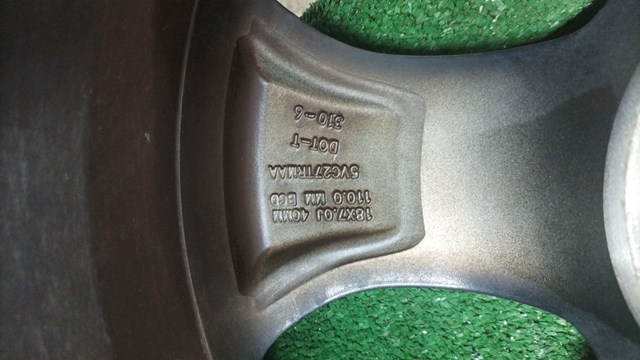 18X7.0J 40MM
110.0 MM BCD
5VC27TRMAA
DOT-T
310-6